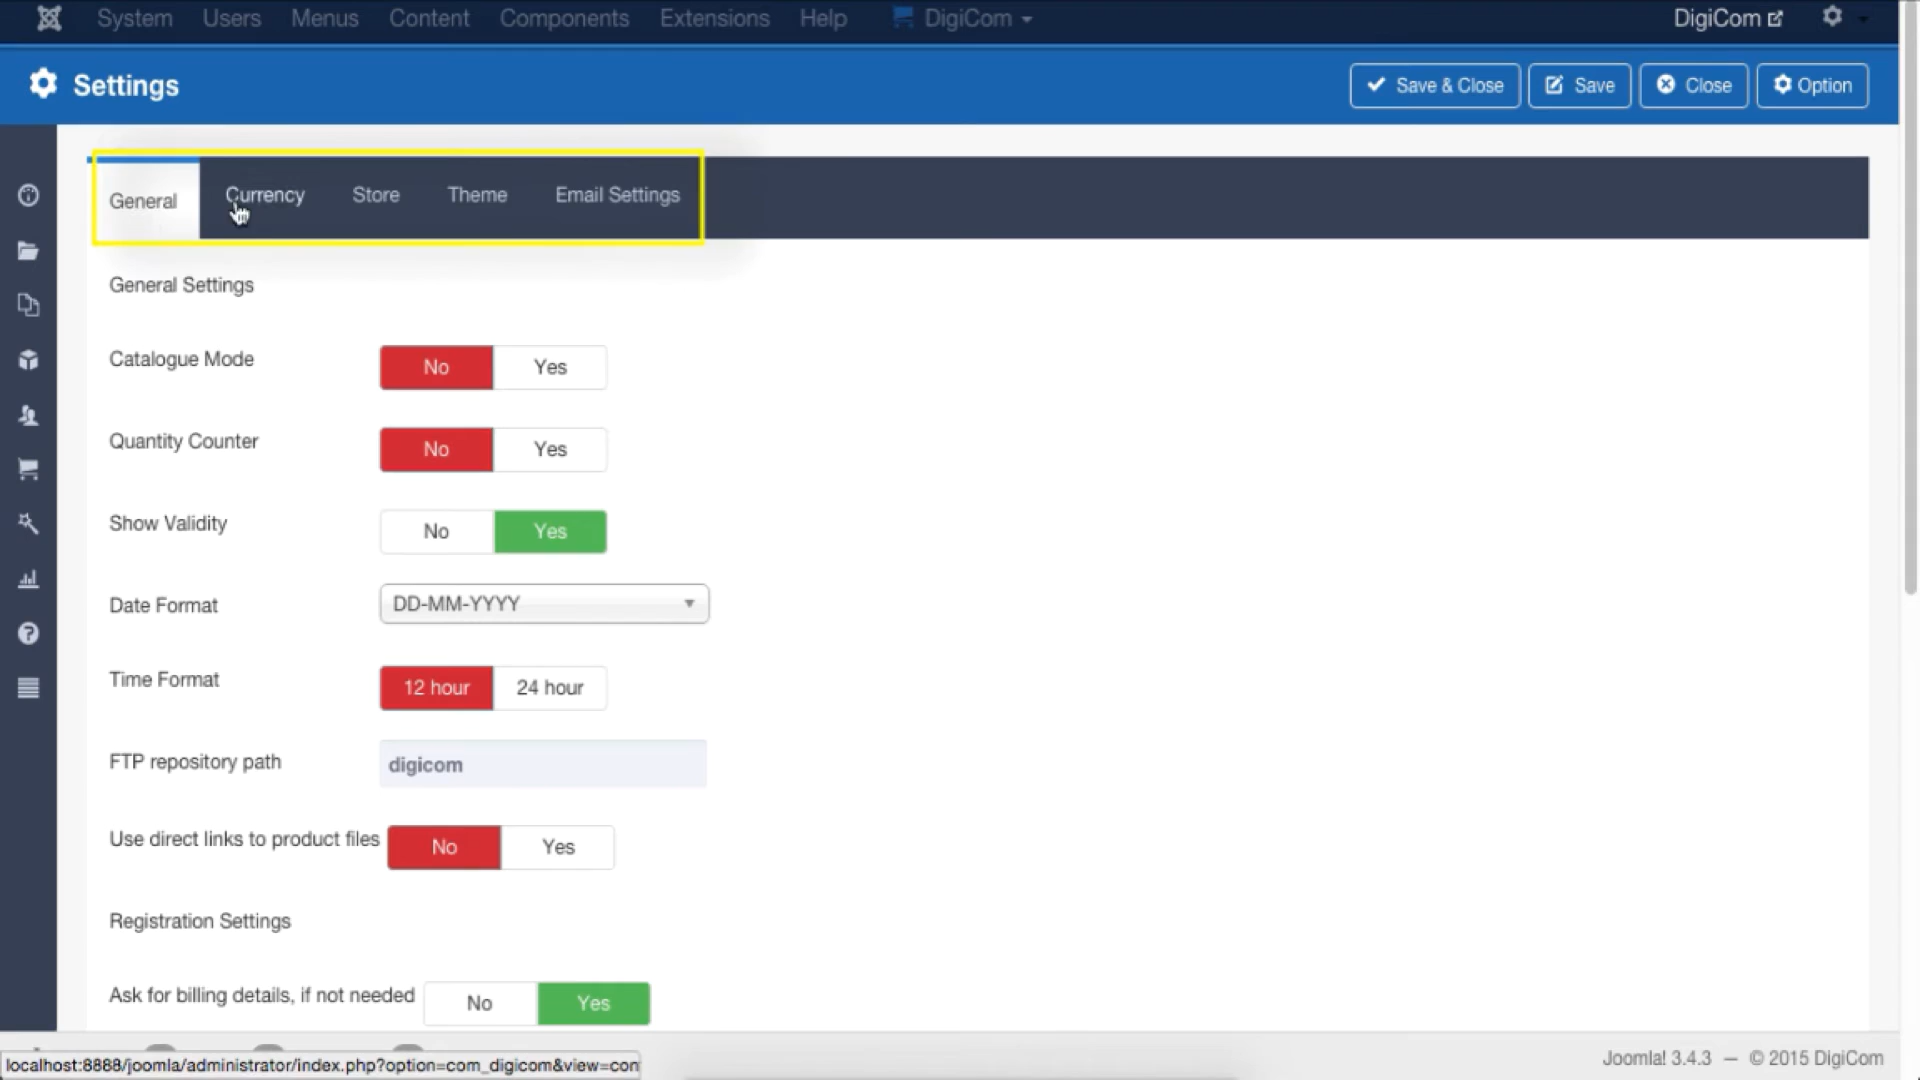 System Users Menus Content Components Extensions Help DigiCom DigiCom
Settings Save & Close Save Close Option
General Currency Store Theme Email Settings
General Settings
Catalogue Mode No Yes
Quantity Counter No Yes
Show Validity No Yes
Date Format DD-MM-YYYY
Time Format 12 hour 24 hour
FTP repository path digicom
Use direct links to product files No Yes
Registration Settings
Ask for billing details, if not needed No Yes
localhost:8888/joomla/administrator/index.php?option=com_digicom&view=con
Joomla! 3.4.3 — © 2015 DigiCom